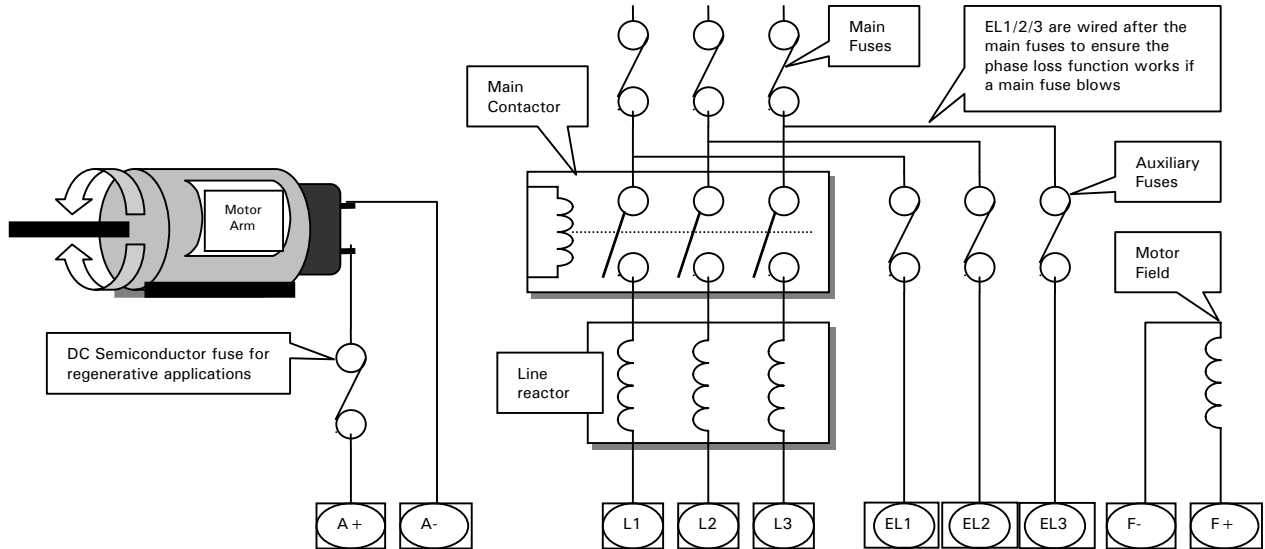 Main
Fuses
EL1/2/3 are wired after the
main fuses to ensure the
phase loss function works if
a main fuse blows
Main
Contactor
Auxiliary
Fuses
Motor
Arm
Motor
Field
DC Semiconductor fuse for
regenerative applications
Line
reactor
A+
A-
L1
L2
L3
EL1
EL2
EL3
F-
F+